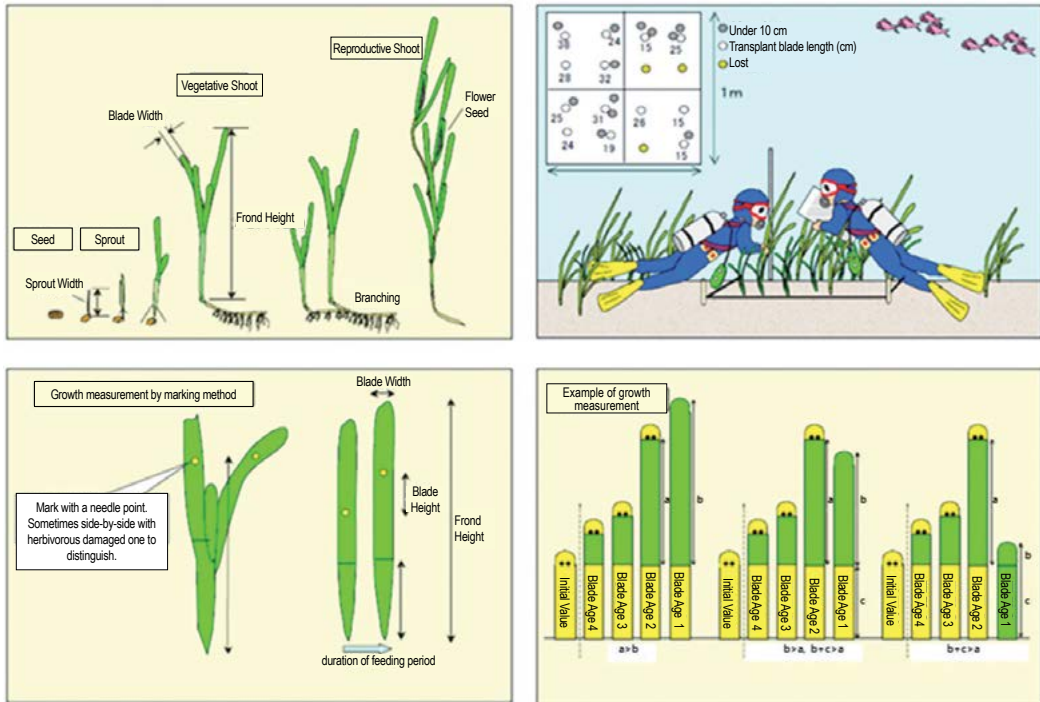 Reproductive Shoot
Vegetative Shoot
Flower
Seed
Blade Width
Frond Height
Seed
Sprout
Sprout Width
Branching
Under 10 cm
Transplant blade length (cm)
Lost
1m
38
24
15
25
28
32
25
31
26
15
24
19
15
Growth measurement by marking method
Blade Width
Mark with a needle point.
Sometimes side-by-side with
herbivorous damaged one to
distinguish.
Blade
Height
Frond
Height
duration of feeding period
Example of growth
measurement
a
b
Initial Value
Blade Age 4
Blade Age 3
Blade Age 2
Blade Age 1
a>b
a
b
c
Initial Value
Blade Age 4
Blade Age 3
Blade Age 2
Blade Age 1
b>a, b+c>a
a
b
c
Initial Value
Blade Age 4
Blade Age 3
Blade Age 2
Blade Age 1
b+c>a